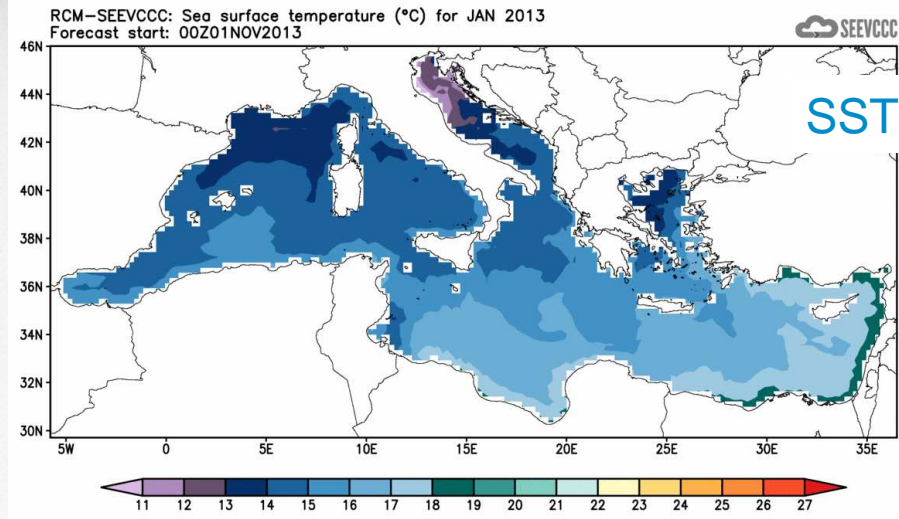 RCM-SEEVCCC: Sea surface temperature (°C) for JAN 2013
Forecast start: 00Z01NOV2013
SEEVCCC
SST
46N
44N
42N
40N
38N
36N
34N
32N
30N
5W 0 5E 10E 15E 20E 25E 30E 35E
11 12 13 14 15 16 17 18 19 20 21 22 23 24 25 26 27